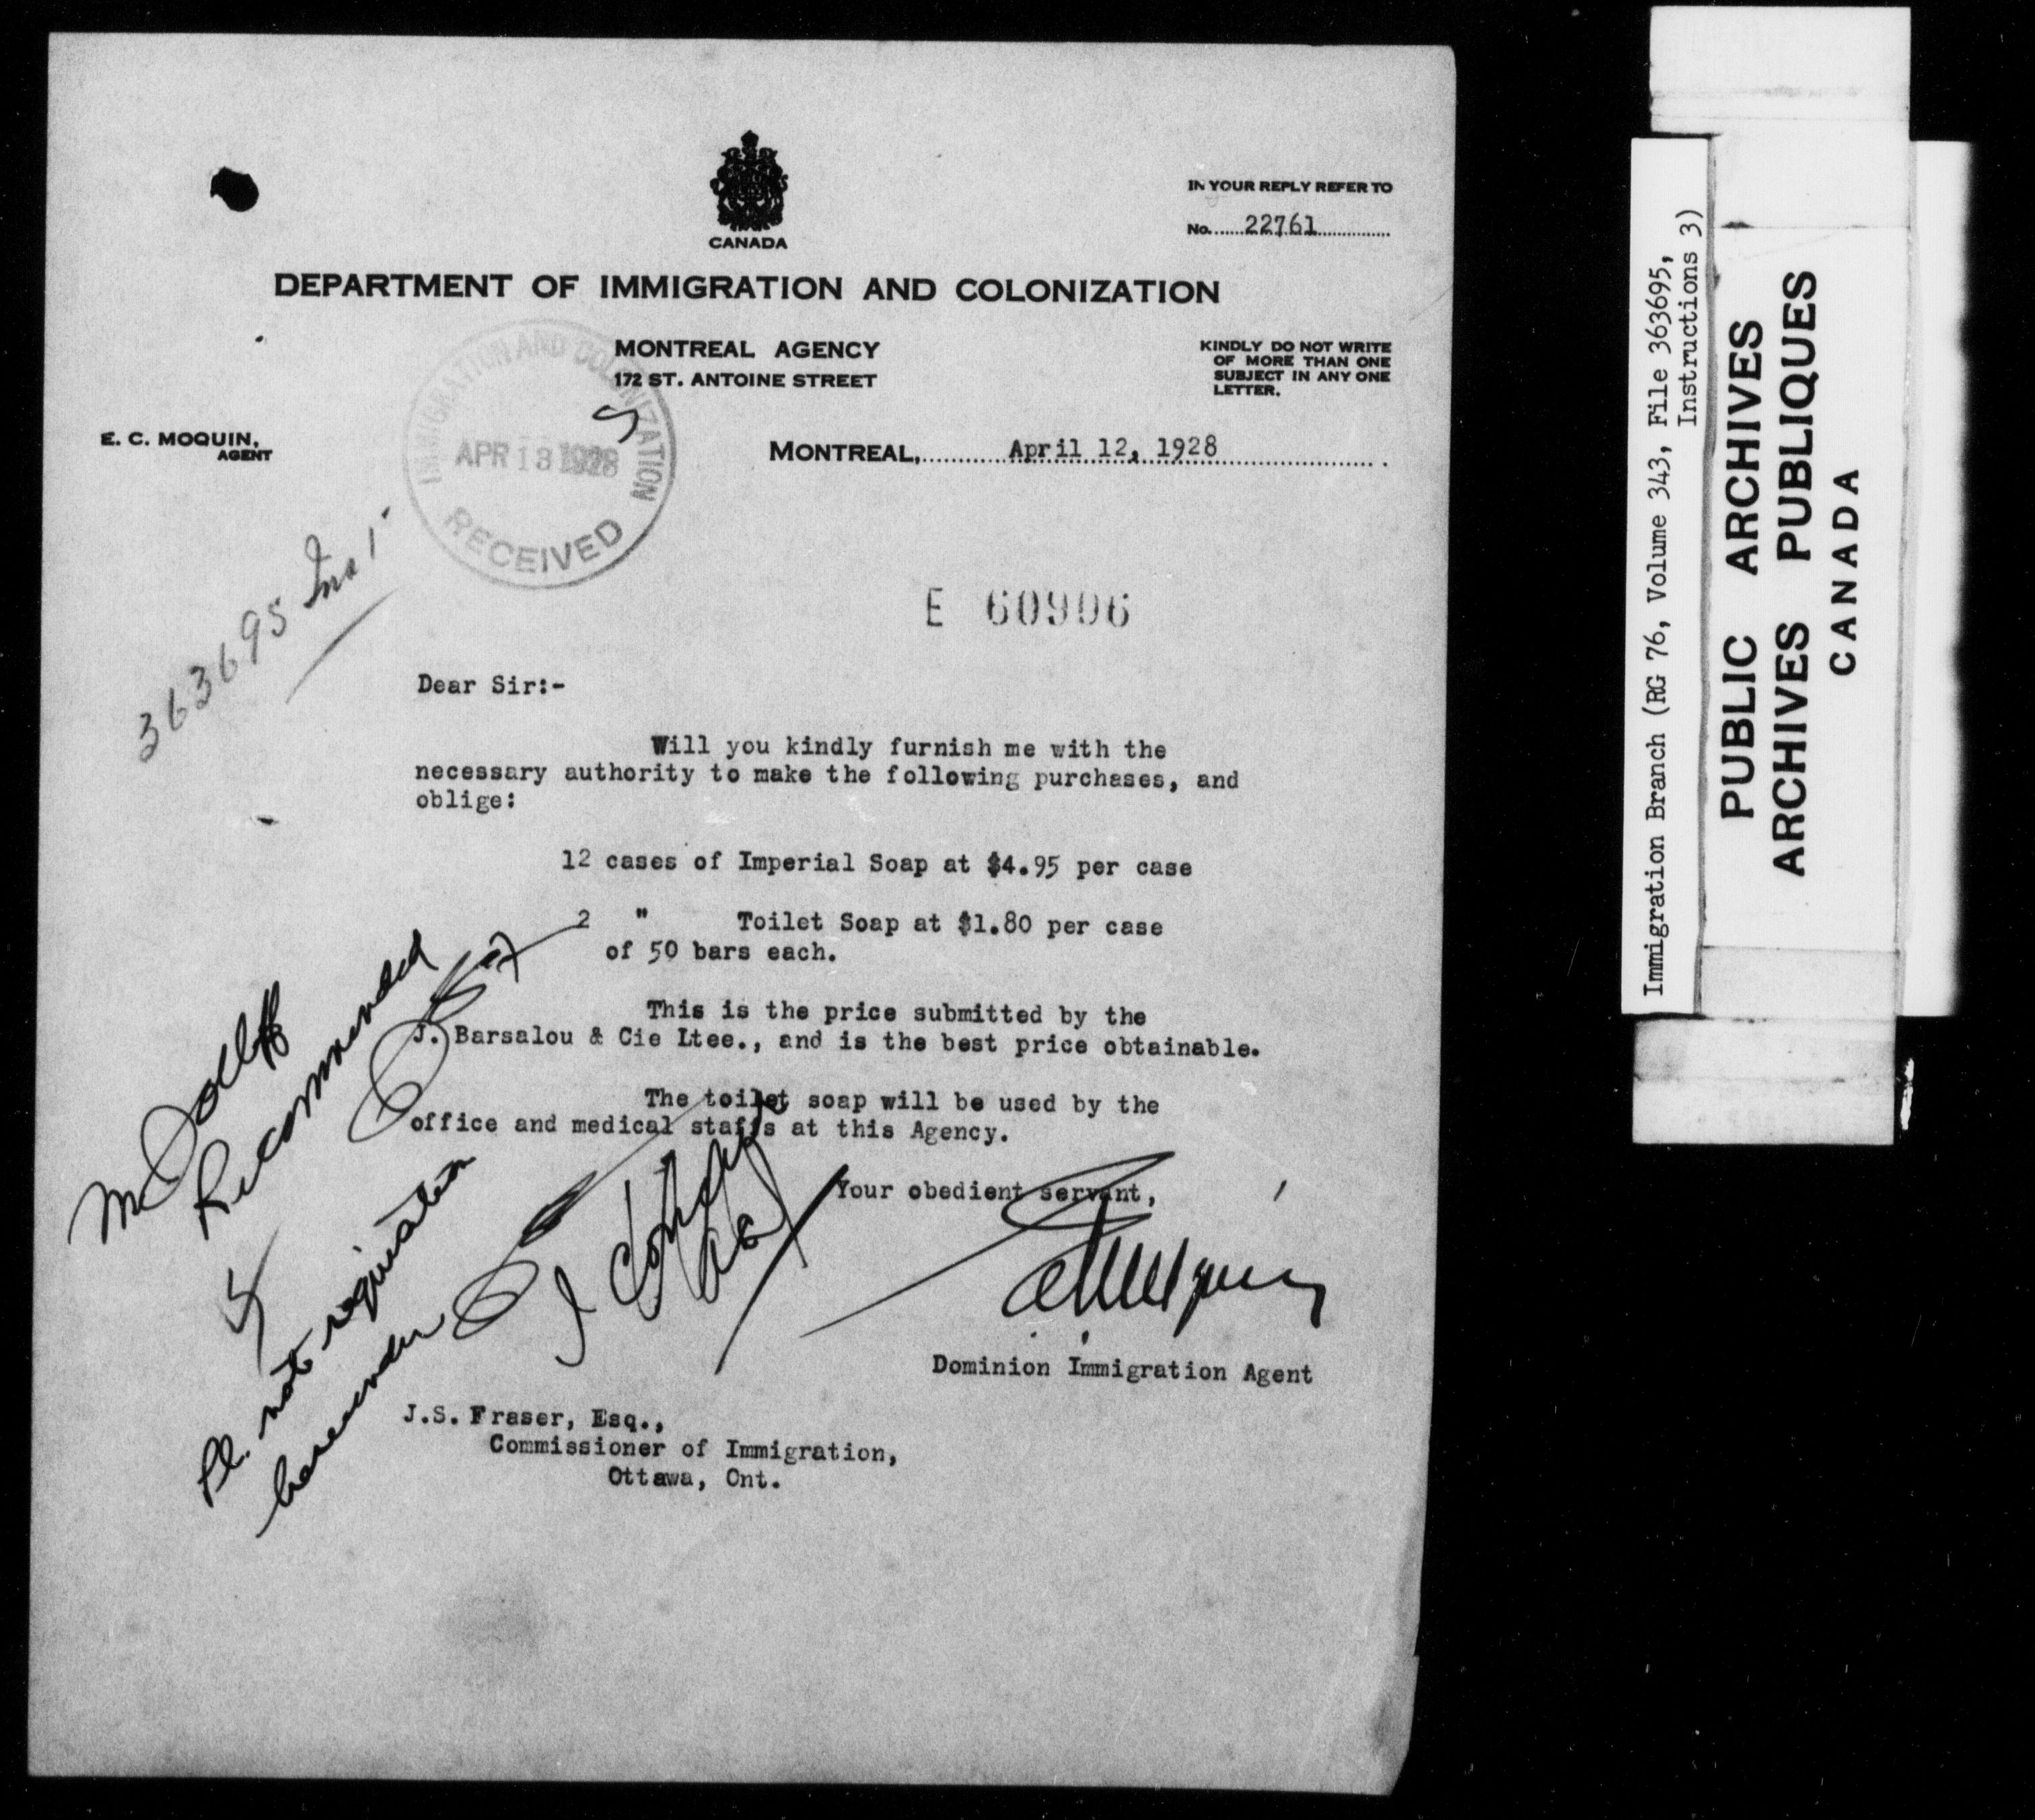 CANADA
IN YOUR REPLY REFER TO
No. 22761
DEPARTMENT OF IMMIGRATION AND COLONIZATION
MONTREAL AGENCY
172 ST. ANTOINE STREET
KINDLY DO NOT WRITE
OF MORE THAN ONE
SUBJECT IN ANY ONE
LETTER.
E. C. MOQUIN,
AGENT
IMMIGRATION AND COLONIZATION
APR 13 1928
RECEIVED
MONTREAL, April 12, 1928
363695
E 60906
Dear Sir:-
Will you kindly furnish me with the
necessary authority to make the following purchases, and
oblige:
12 cases of Imperial Soap at $4.95 per case
2 " Toilet Soap at $1.80 per case
of 50 bars each.
This is the price submitted by the
J. Barsalou & Cie Ltee., and is the best price obtainable.
The toilet soap will be used by the
office and medical staffs at this Agency.
Your obedient servant,
Dominion Immigration Agent
J.S. Fraser, Esq.,
Commissioner of Immigration,
Ottawa, Ont.
Recommended
Pl. note requisition
hereunder
Immigration Branch (RG 76, Volume 343, File 363695,
Instructions 3)
PUBLIC ARCHIVES
ARCHIVES PUBLIQUES
CANADA